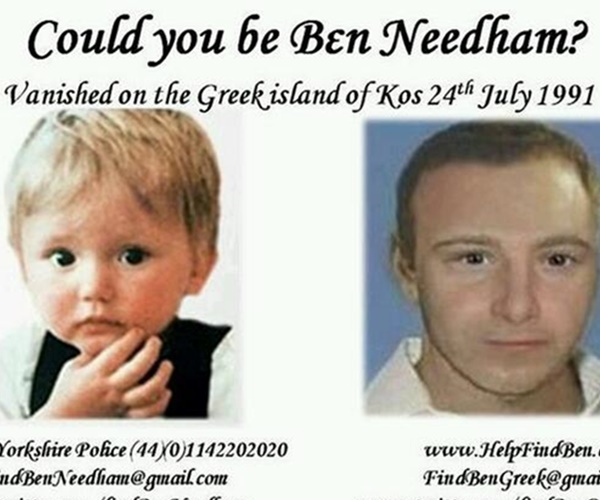 Could you be Ben Needham?
Vanished on the Greek island of Kos 24th July 1991
Yorkshire Police (44)(0)1142202020
www.HelpFindBen.
ndBenNeedham@gmail.com
FindBenGreek@gmai